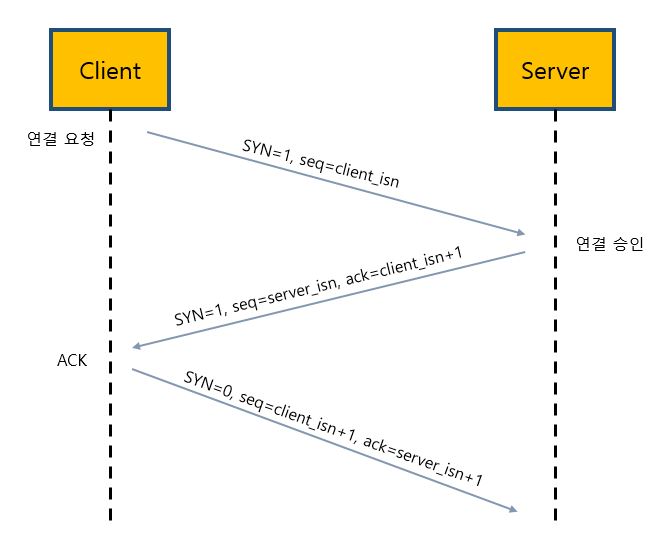 Client
Server
연결 요청
SYN=1, seq=client_isn
연결 승인
SYN=1, seq=server_isn, ack=client_isn+1
ACK
SYN=0, seq=client_isn+1, ack=server_isn+1